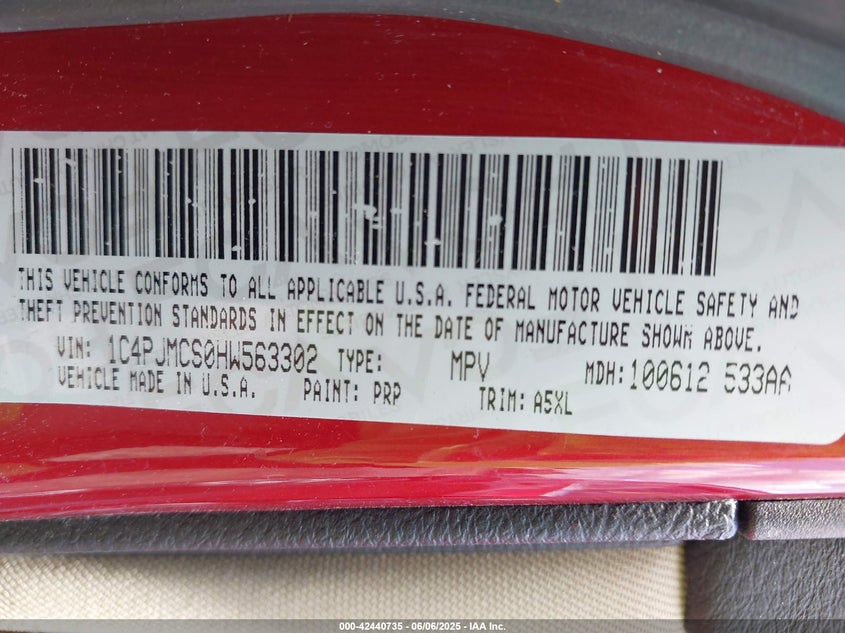 THIS VEHICLE CONFORMS TO ALL APPLICABLE U.S.A. FEDERAL MOTOR VEHICLE SAFETY AND
THEFT PREVENTION STANDARDS IN EFFECT ON THE DATE OF MANUFACTURE SHOWN ABOVE.
VIN: 1C4PJMCS0HW563302 TYPE: MPV MDH: 100612 533AA
VEHICLE MADE IN U.S.A. PAINT: PRP TRIM: A5XL
000-42440735 - 06/06/2025 - IAA Inc.